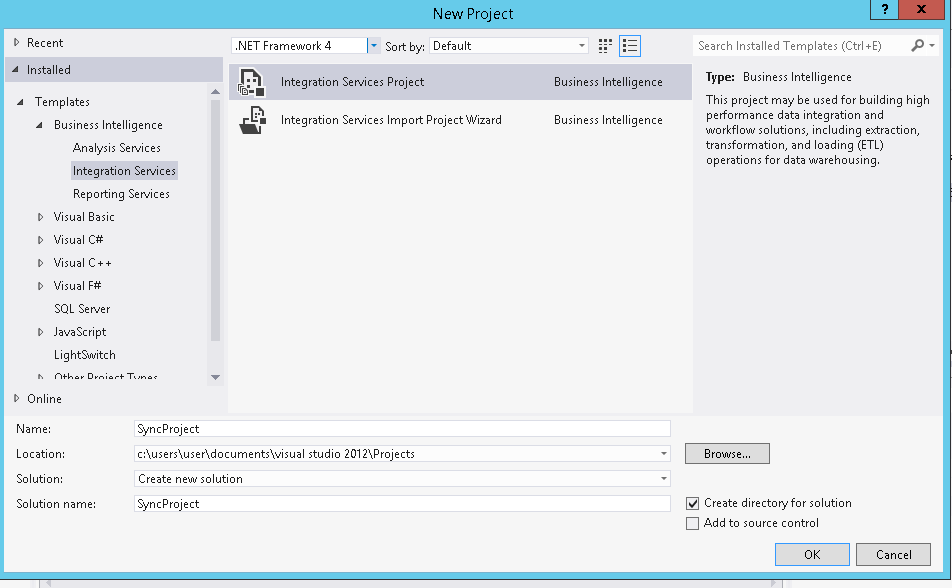 New Project
?
x
Recent
.NET Framework 4
Sort by:
Default
Search Installed Templates (Ctrl+E)
Installed
Templates
Business Intelligence
Analysis Services
Integration Services
Reporting Services
Visual Basic
Visual C#
Visual C++
Visual F#
SQL Server
JavaScript
LightSwitch
Other Project Types
Online
Integration Services Project
Business Intelligence
Integration Services Import Project Wizard
Business Intelligence
Type: Business Intelligence
This project may be used for building high
performance data integration and
workflow solutions, including extraction,
transformation, and loading (ETL)
operations for data warehousing.
Name:
SyncProject
Location:
c:\users\user\documents\visual studio 2012\Projects
Browse...
Solution:
Create new solution
Solution name:
SyncProject
Create directory for solution
Add to source control
OK
Cancel